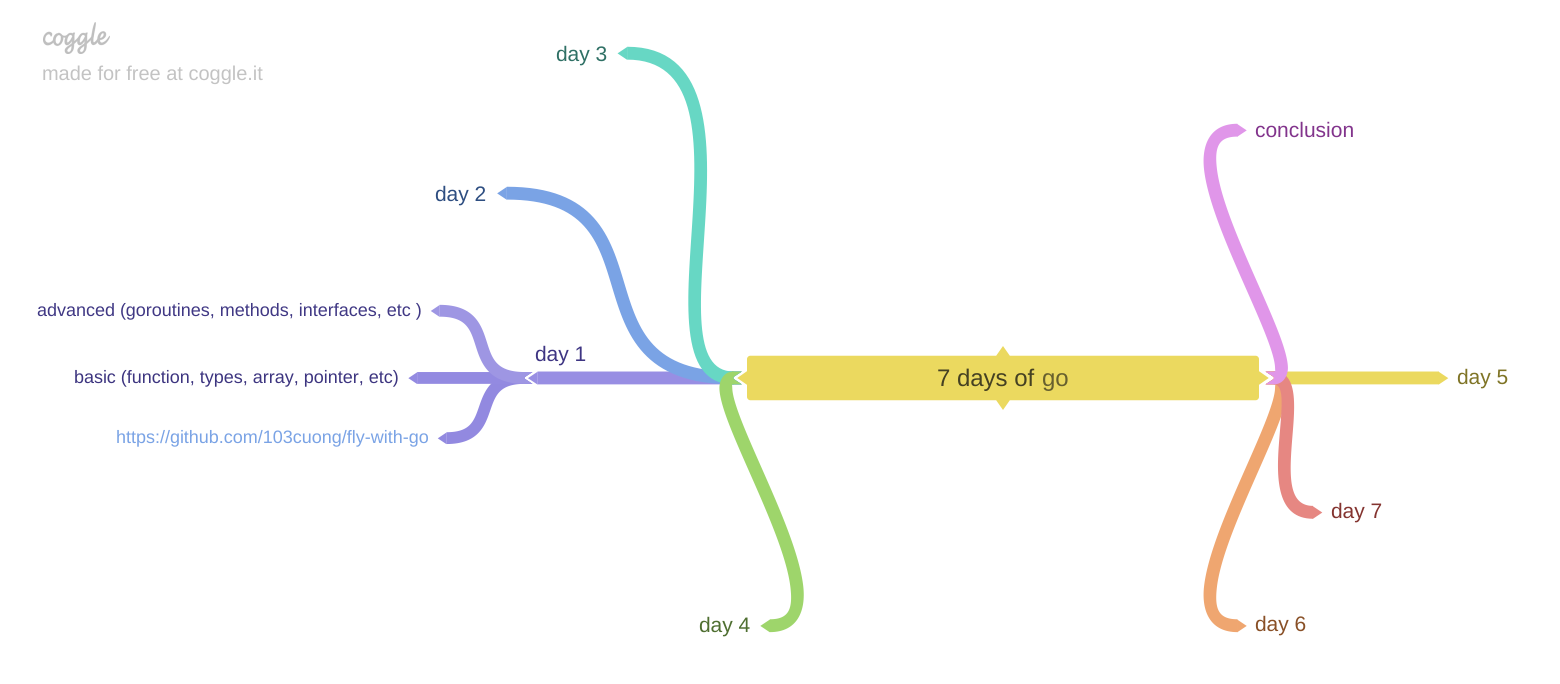 coggle
made for free at coggle.it
day 3
conclusion
day 2
advanced (goroutines, methods, interfaces, etc )
day 1
basic (function, types, array, pointer, etc)
7 days of go
day 5
https://github.com/103cuong/fly-with-go
day 7
day 4
day 6